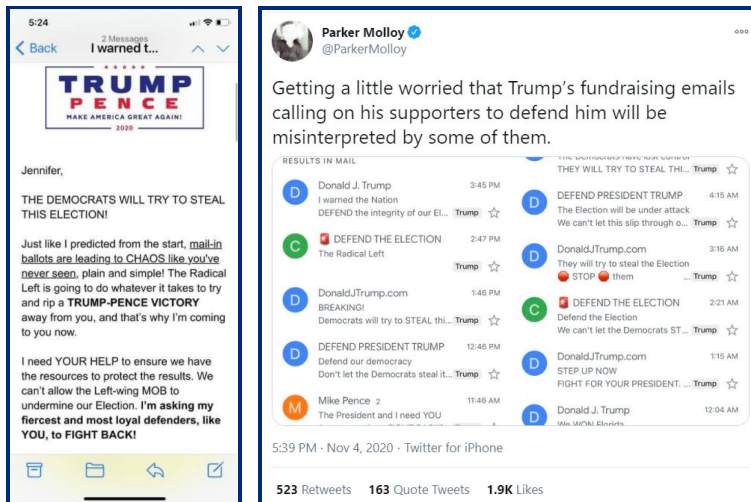 5:24
Back
2 Messages
I warned t...
TRUMP
PENCE
MAKE AMERICA GREAT AGAIN!
2020
Jennifer,
THE DEMOCRATS WILL TRY TO STEAL
THIS ELECTION!
Just like I predicted from the start, mail-in
ballots are leading to CHAOS like you've
never seen, plain and simple! The Radical
Left is going to do whatever it takes to try
and rip a TRUMP-PENCE VICTORY
away from you, and that's why I'm coming
to you now.
I need YOUR HELP to ensure we have
the resources to protect the results. We
can't allow the Left-wing MOB to
undermine our Election. I'm asking my
fiercest and most loyal defenders, like
YOU, to FIGHT BACK!
Parker Molloy
@ParkerMolloy
Getting a little worried that Trump's fundraising emails
calling on his supporters to defend him will be
misinterpreted by some of them.
RESULTS IN MAIL
D
Donald J. Trump 3:45 PM
I warned the Nation
DEFEND the integrity of our El... Trump
C
DEFEND THE ELECTION 2:47 PM
The Radical Left
Trump
D
DonaldJTrump.com 1:46 PM
BREAKING!
Democrats will try to STEAL thi... Trump
D
DEFEND PRESIDENT TRUMP 12:46 PM
Defend our democracy
Don't let the Democrats steal it... Trump
M
Mike Pence 2 11:46 AM
The President and I need YOU
The Democrats have lost control
THEY WILL TRY TO STEAL THI... Trump
D
DEFEND PRESIDENT TRUMP 4:15 AM
The Election will be under attack
We can't let this slip through o... Trump
D
DonaldJTrump.com 3:16 AM
They will try to steal the Election
STOP them ... Trump
C
DEFEND THE ELECTION 2:21 AM
Defend the Election
We can't let the Democrats ST... Trump
D
DonaldJTrump.com 1:15 AM
STEP UP NOW
FIGHT FOR YOUR PRESIDENT. ... Trump
D
Donald J. Trump 12:04 AM
We WON Florida
5:39 PM · Nov 4, 2020 · Twitter for iPhone
523 Retweets 163 Quote Tweets 1.9K Likes